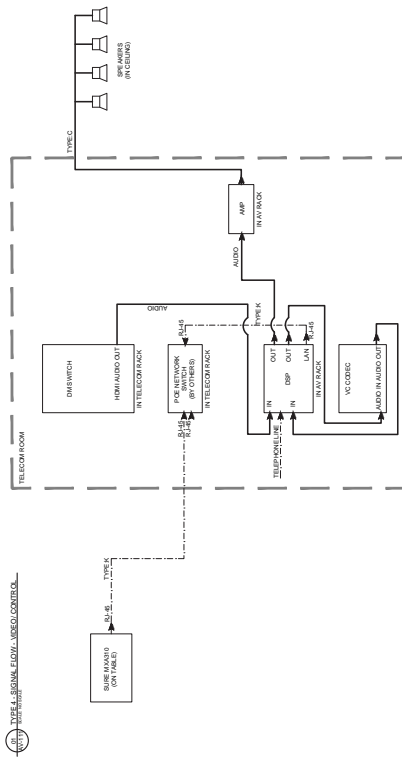 01
AV-11
TYPE 4 - SIGNAL FLOW - VIDEO / CONTROL
TELECOM ROOM
SURE MXA310
(ON TABLE)
RJ-45
TYPE K
RJ-45
RJ-45
DM SWITCH
HDMI AUDIO OUT
IN TELECOM RACK
POE NETWORK
SWITCH
(BY OTHERS)
IN TELECOM RACK
RJ-45
AUDIO
TELEPHONE LINE
IN
IN
DSP
OUT
OUT
LAN
IN AV RACK
RJ-45
TYPE K
VC CODEC
AUDIO IN AUDIO OUT
AUDIO
AMP
IN AV RACK
TYPE C
SPEAKERS
(IN CEILING)